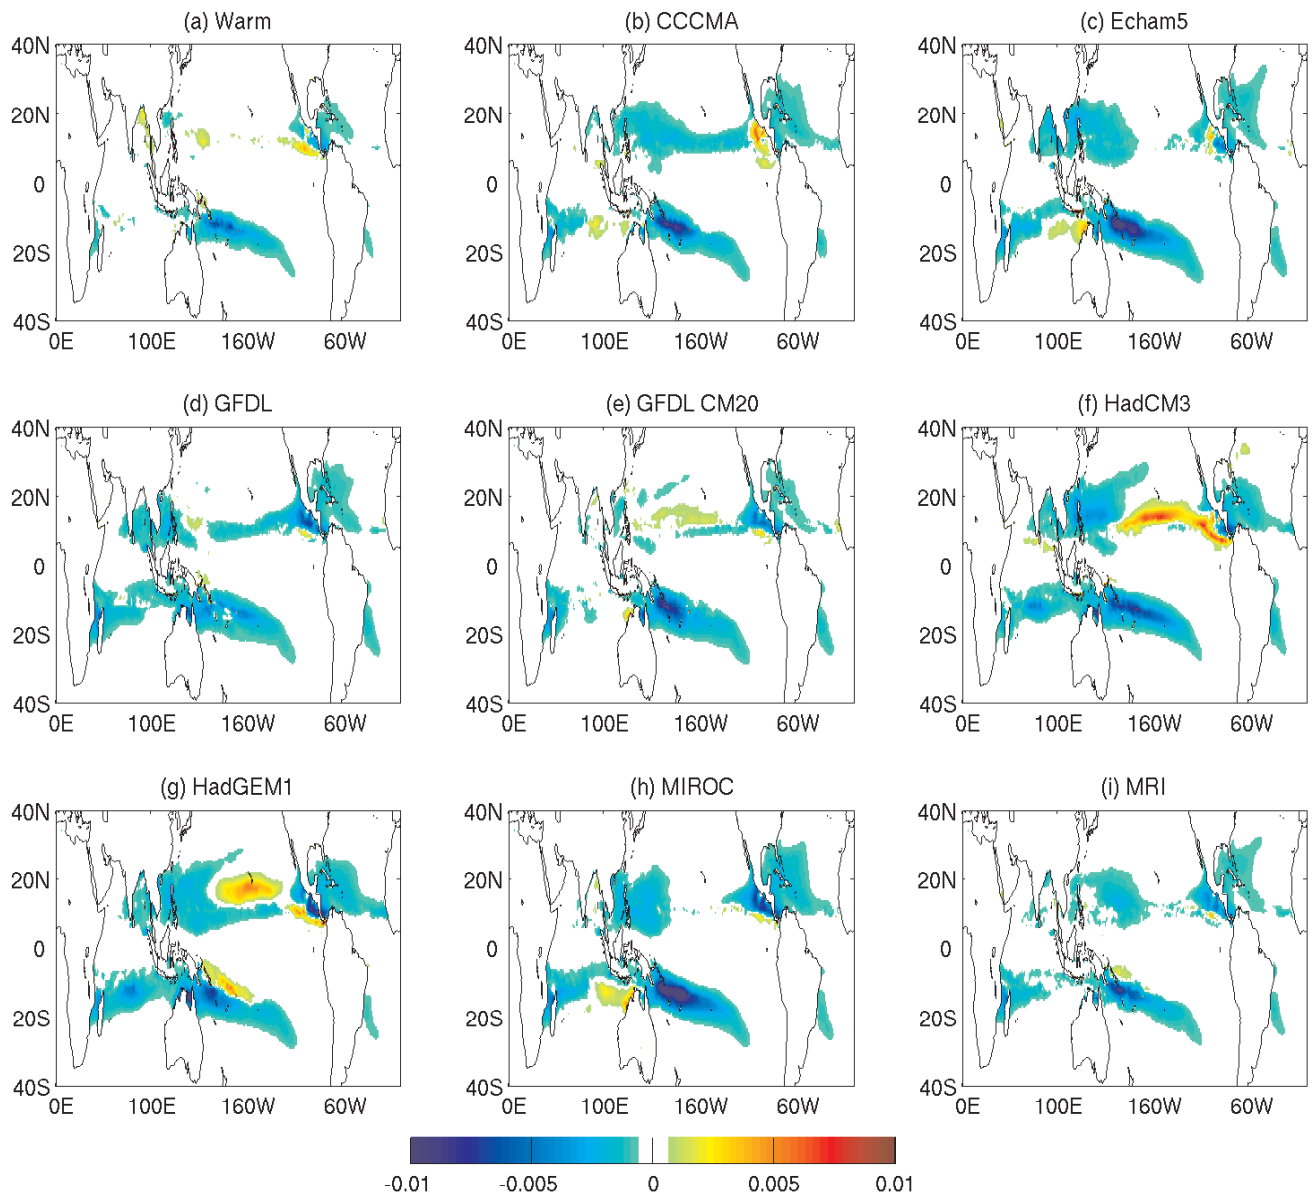 (a) Warm (b) CCCMA (c) Echam5
40N 40N 40N
20N 20N 20N
0 0 0
20S 20S 20S
40S 40S 40S
0E 100E 160W 60W 0E 100E 160W 60W 0E 100E 160W 60W
(d) GFDL (e) GFDL CM20 (f) HadCM3
40N 40N 40N
20N 20N 20N
0 0 0
20S 20S 20S
40S 40S 40S
0E 100E 160W 60W 0E 100E 160W 60W 0E 100E 160W 60W
(g) HadGEM1 (h) MIROC (i) MRI
40N 40N 40N
20N 20N 20N
0 0 0
20S 20S 20S
40S 40S 40S
0E 100E 160W 60W 0E 100E 160W 60W 0E 100E 160W 60W
-0.01 -0.005 0 0.005 0.01